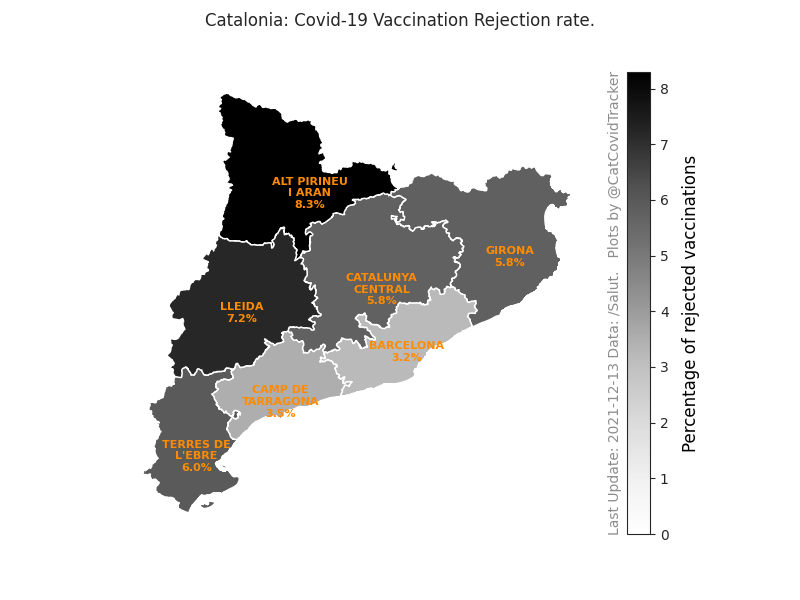 Catalonia: Covid-19 Vaccination Rejection rate.
ALT PIRINEU
I ARAN
8.3%
GIRONA
5.8%
CATALUNYA
CENTRAL
5.8%
LLEIDA
7.2%
BARCELONA
3.2%
CAMP DE
TARRAGONA
3.5%
TERRES DE
L'EBRE
6.0%
Last Update: 2021-12-13 Data: /Salut. Plots by @CatCovidTracker
8
7
6
5
4
3
2
1
0
Percentage of rejected vaccinations